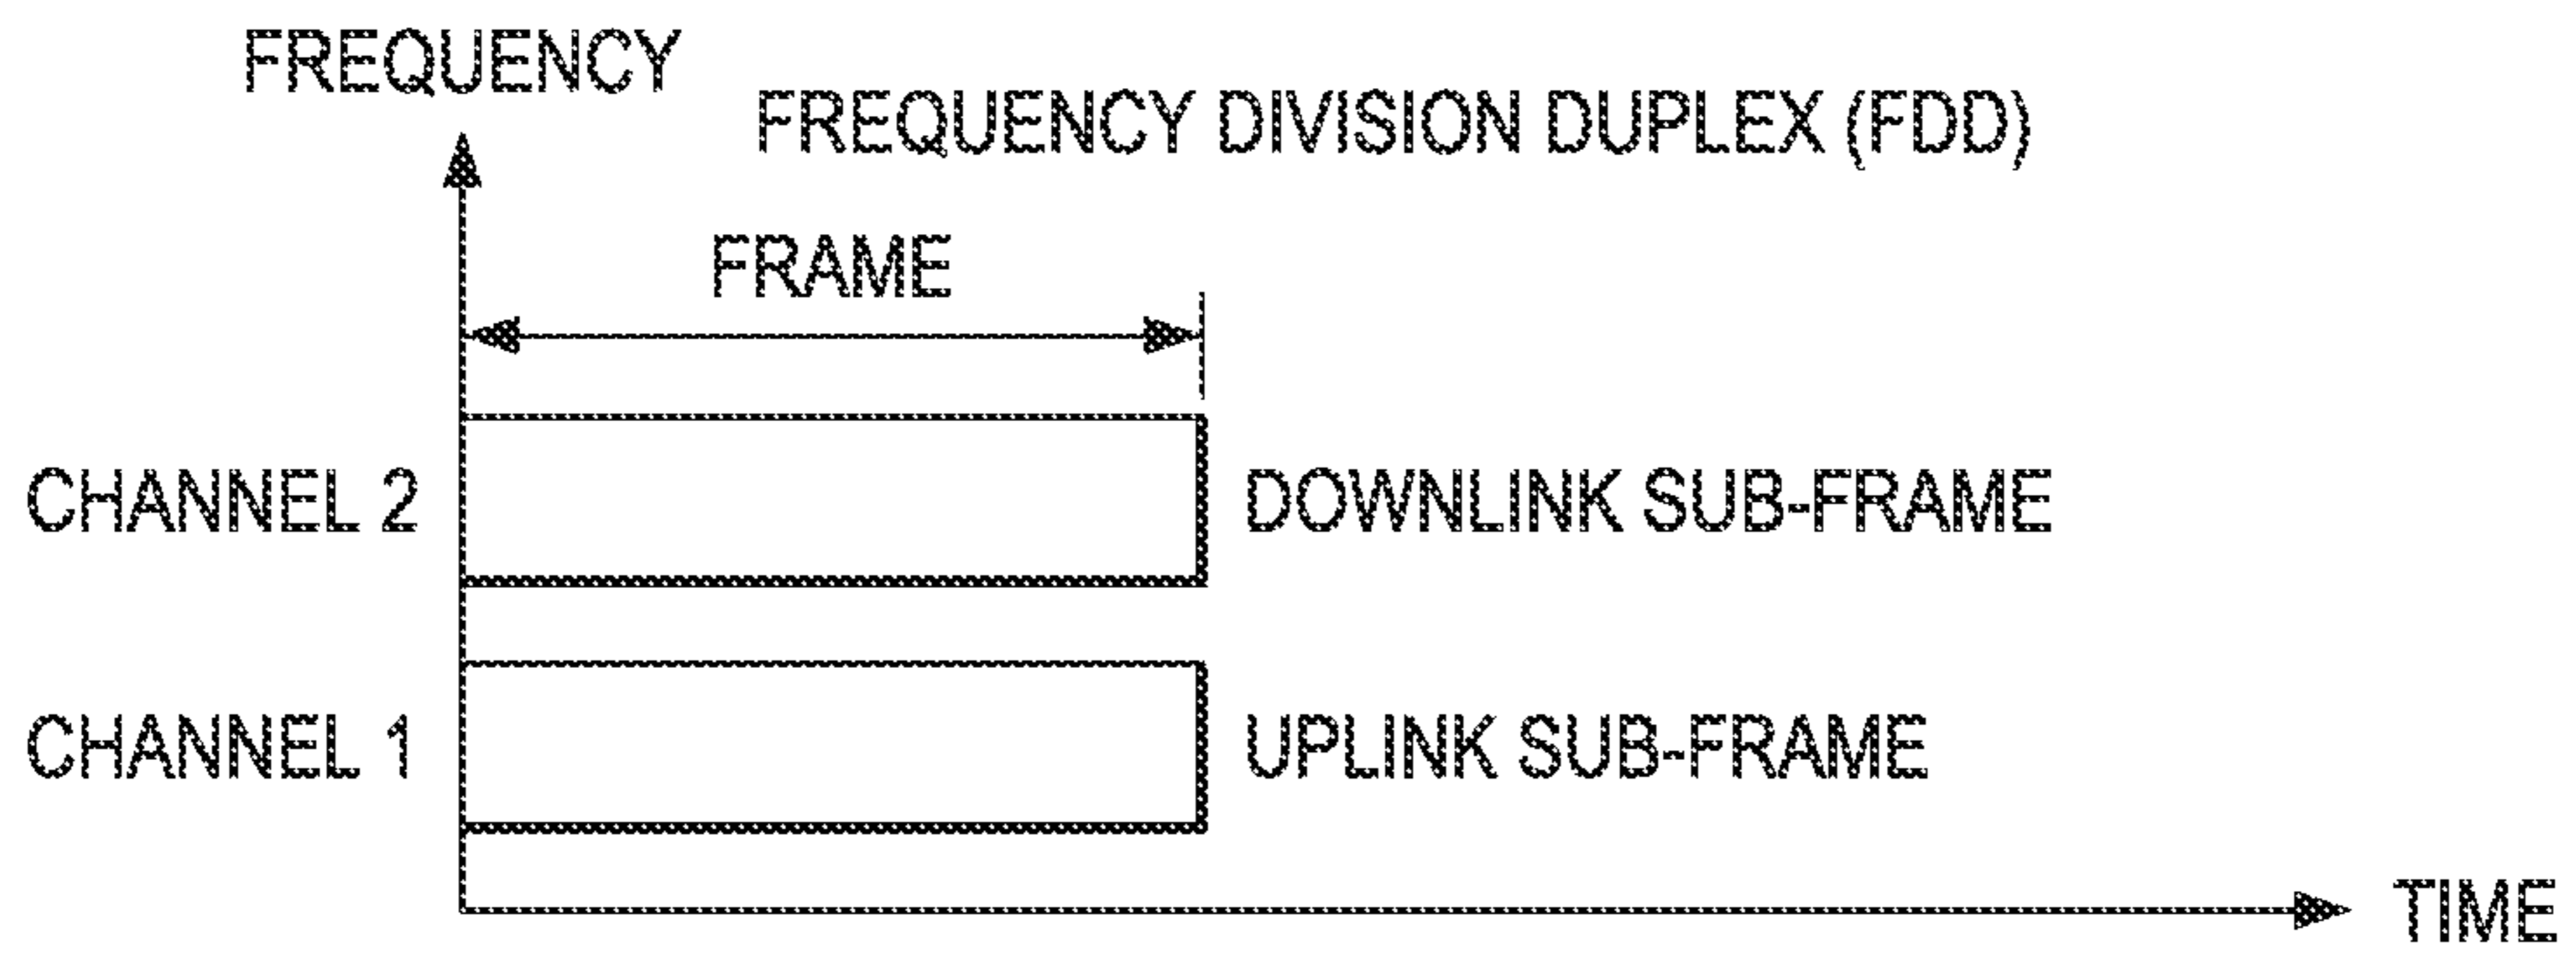 FREQUENCY
FREQUENCY DIVISION DUPLEX (FDD)
FRAME
CHANNEL 2
DOWNLINK SUB-FRAME
CHANNEL 1
UPLINK SUB-FRAME
TIME